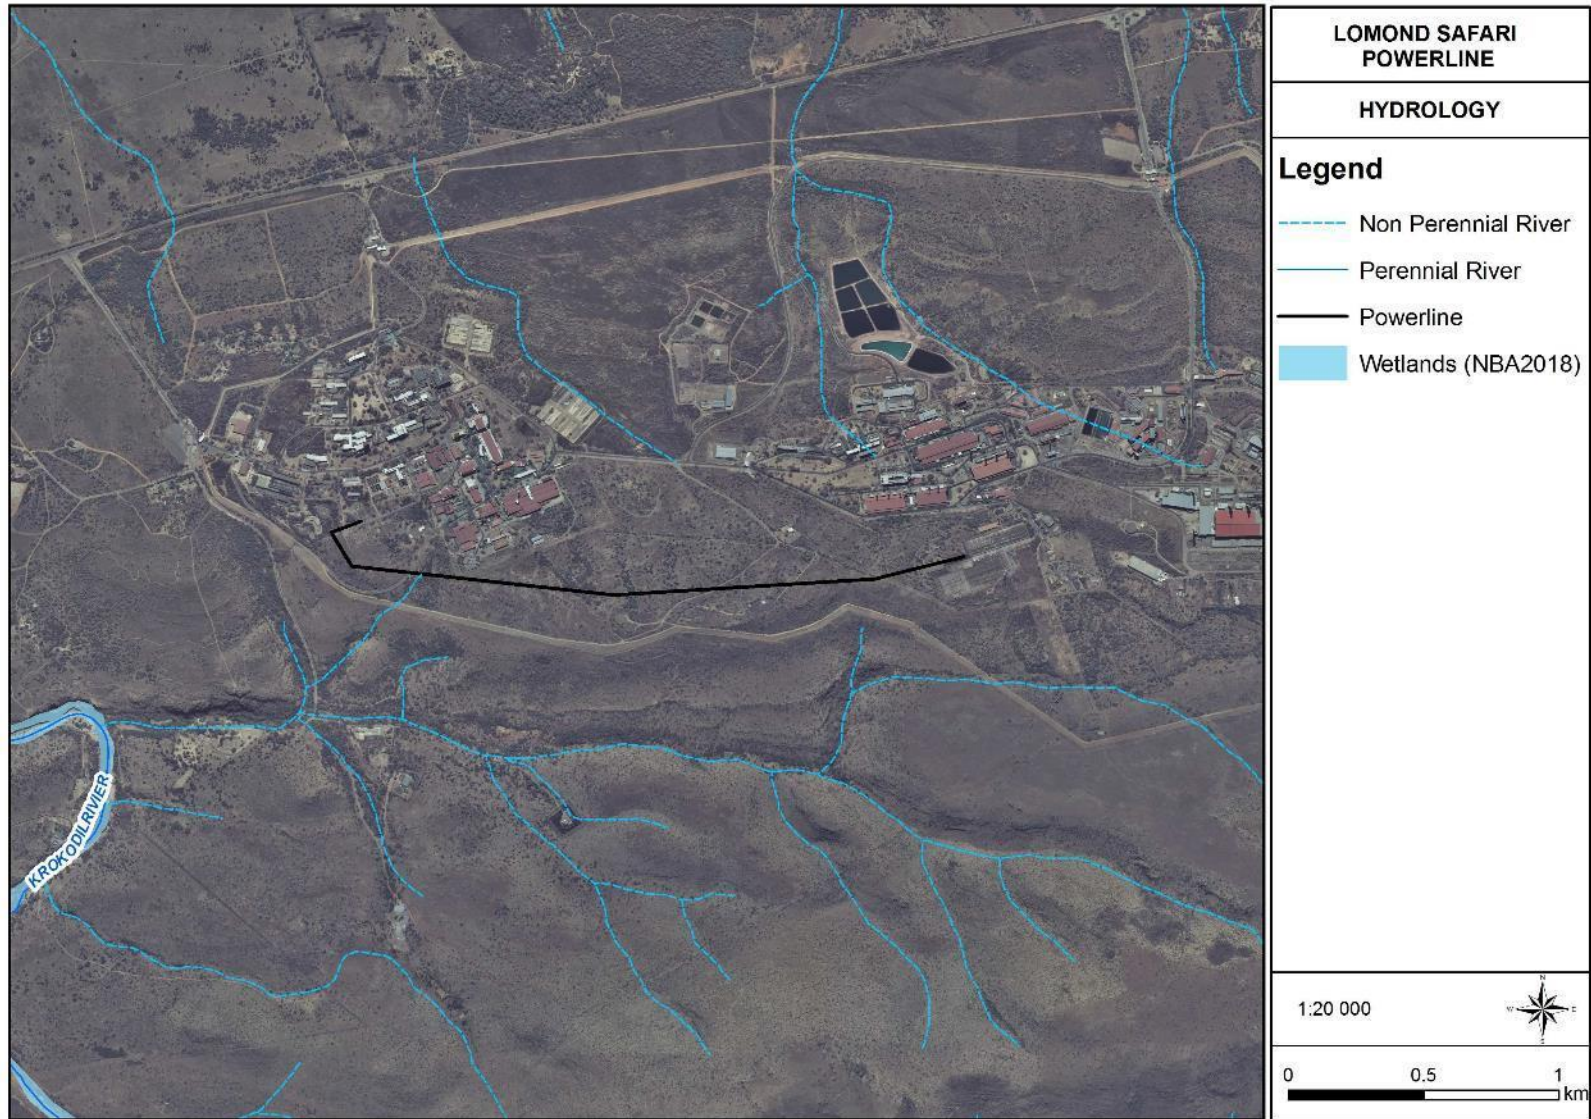 LOMOND SAFARI
POWERLINE
HYDROLOGY
Legend
Non Perennial River
Perennial River
Powerline
Wetlands (NBA2018)
KROKODILRIVIER
1:20 000
N
W E
S
0 0.5 1
km